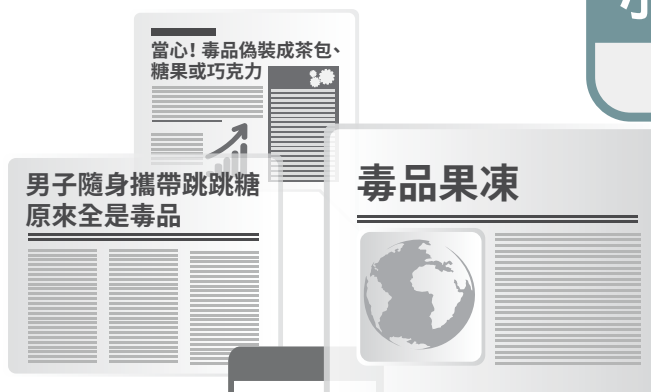 當心！毒品偽裝成茶包、
糖果或巧克力
男子隨身攜帶跳跳糖
原來全是毒品
毒品果凍